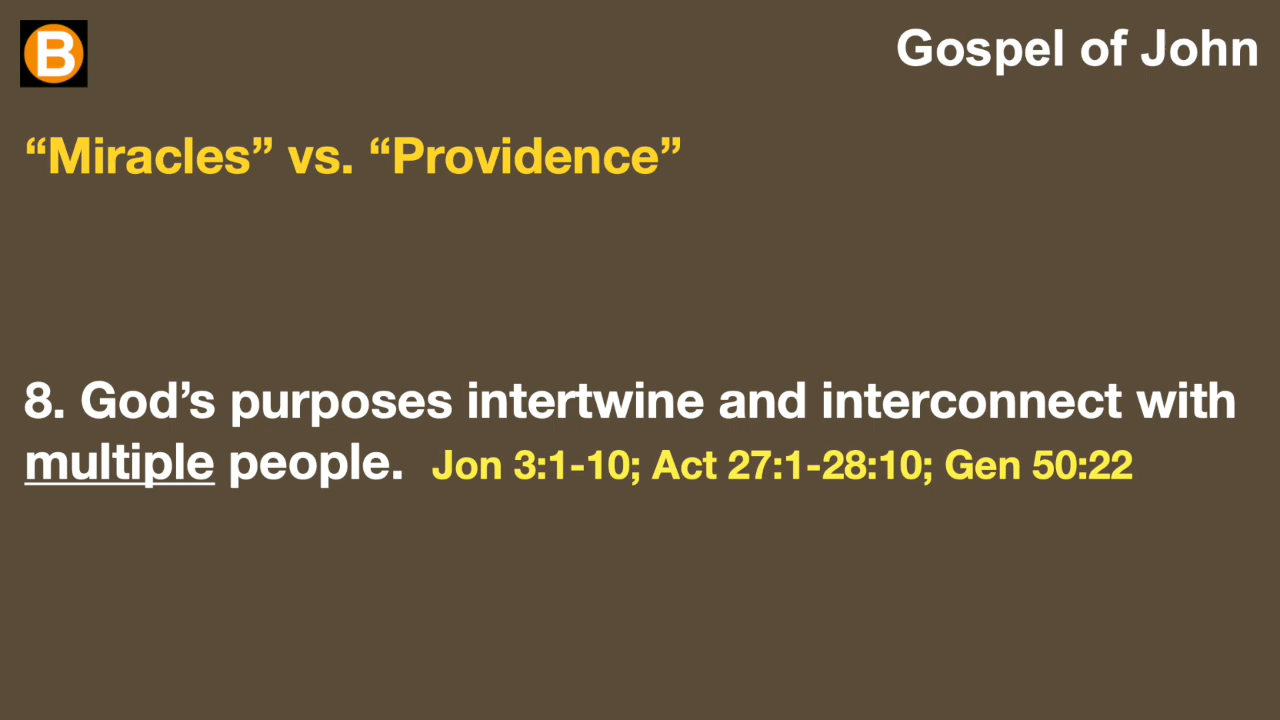 B
Gospel of John
“Miracles” vs. “Providence”
8. God’s purposes intertwine and interconnect with
multiple people. Jon 3:1-10; Act 27:1-28:10; Gen 50:22